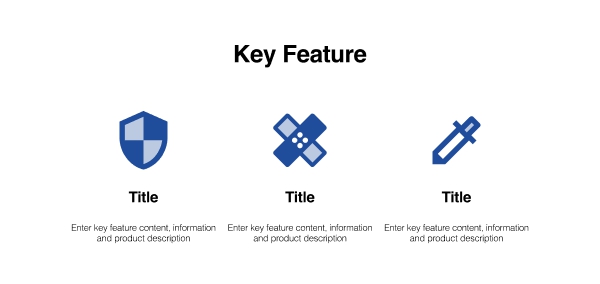 Key Feature
Title
Enter key feature content, information
and product description
Title
Enter key feature content, information
and product description
Title
Enter key feature content, information
and product description